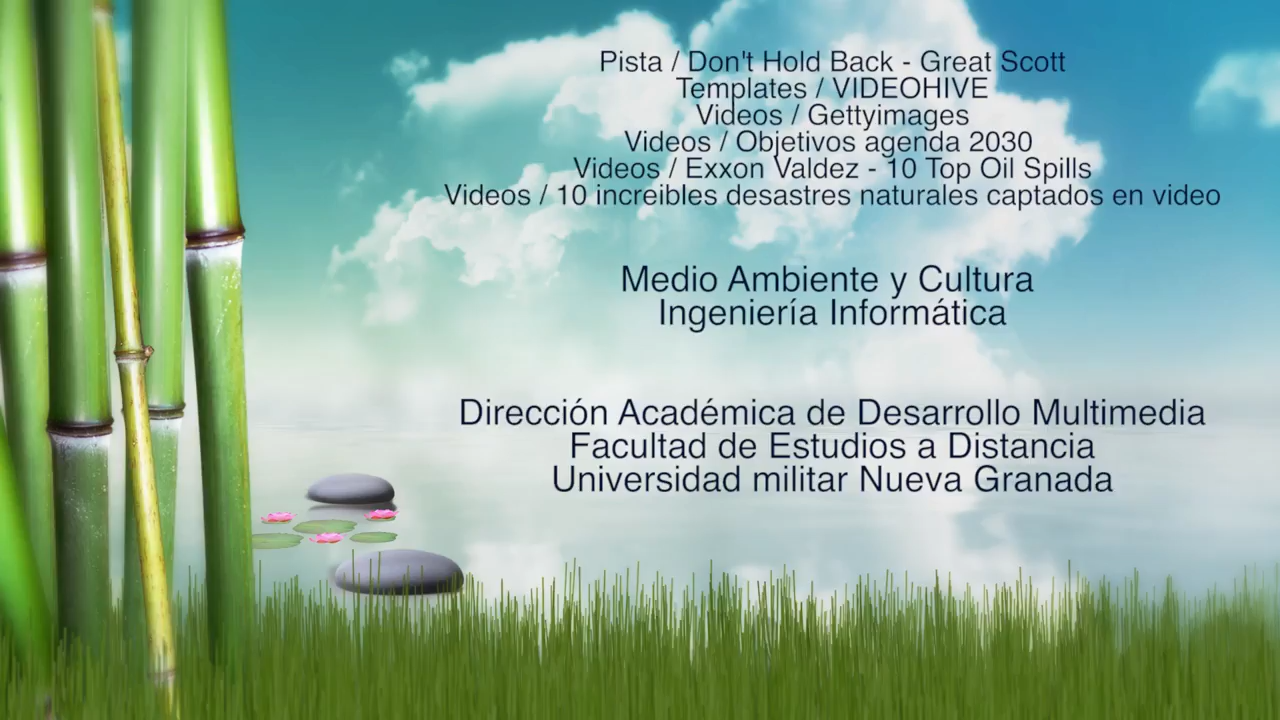 Pista / Don't Hold Back - Great Scott
Templates / VIDEOHIVE
Videos / Gettyimages
Videos / Objetivos agenda 2030
Videos / Exxon Valdez - 10 Top Oil Spills
Videos / 10 increibles desastres naturales captados en video
Medio Ambiente y Cultura
Ingeniería Informática
Dirección Académica de Desarrollo Multimedia
Facultad de Estudios a Distancia
Universidad militar Nueva Granada